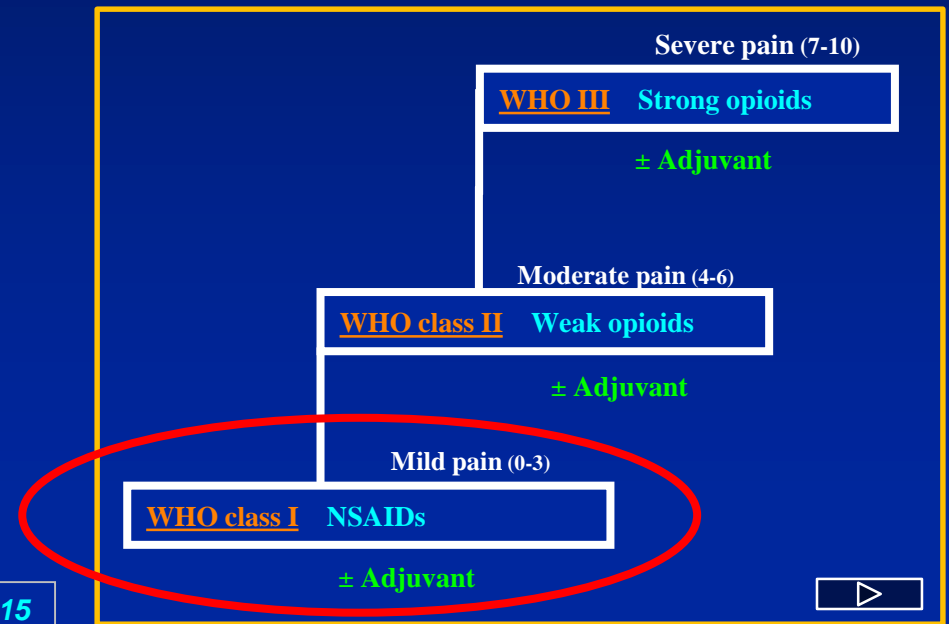 Severe pain (7-10)
WHO III Strong opioids
± Adjuvant
Moderate pain (4-6)
WHO class II Weak opioids
± Adjuvant
Mild pain (0-3)
WHO class I NSAIDs
± Adjuvant
15